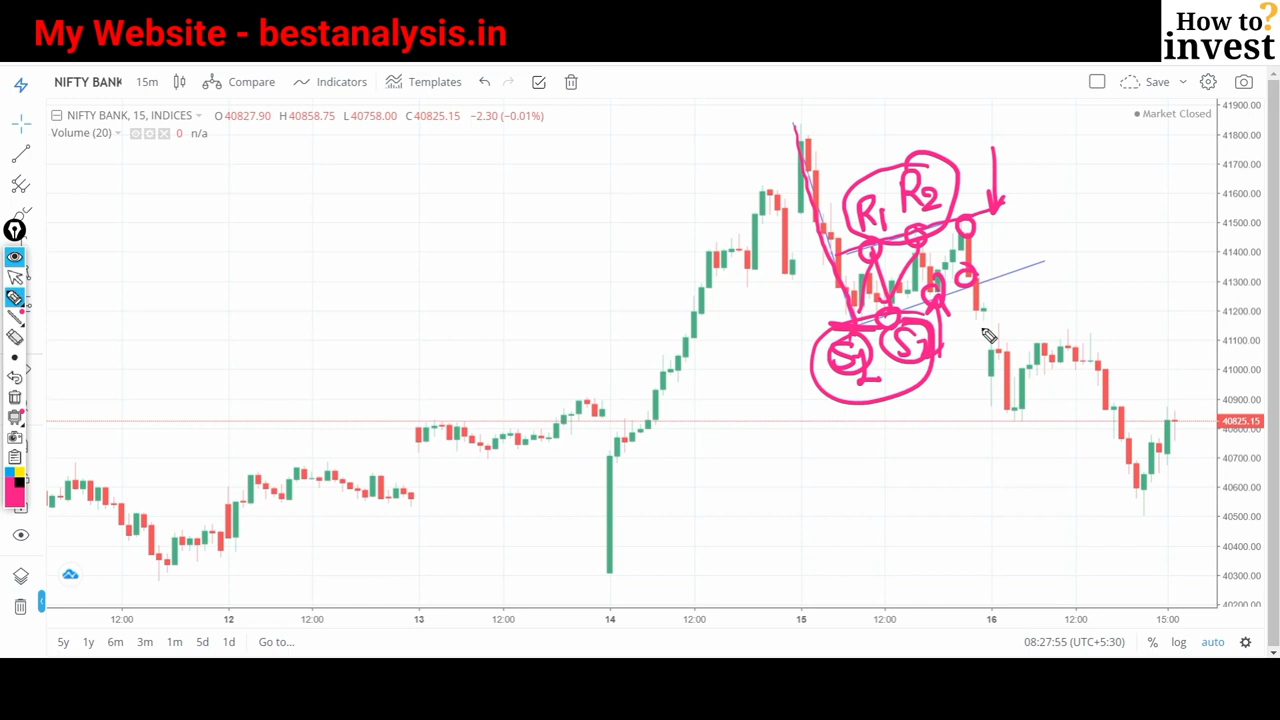 My Website - bestanalysis.in
How to?
invest
NIFTY BANK 15m Compare Indicators Templates Save
NIFTY BANK, 15, INDICES O 40827.90 H 40858.75 L 40758.00 C 40825.15 −2.30 (−0.01%)
Market Closed
Volume (20) 0 n/a
41900.00
41800.00
41700.00
41600.00
41500.00
41400.00
41300.00
41200.00
41100.00
41000.00
40900.00
40825.15
40800.00
40700.00
40600.00
40500.00
40400.00
40300.00
40200.00
R1 R2
S1 S2
12:00 12 12:00 13 12:00 14 12:00 15 12:00 16 12:00 15:00
5y 1y 6m 3m 1m 5d 1d Go to... 08:27:55 (UTC+5:30) % log auto